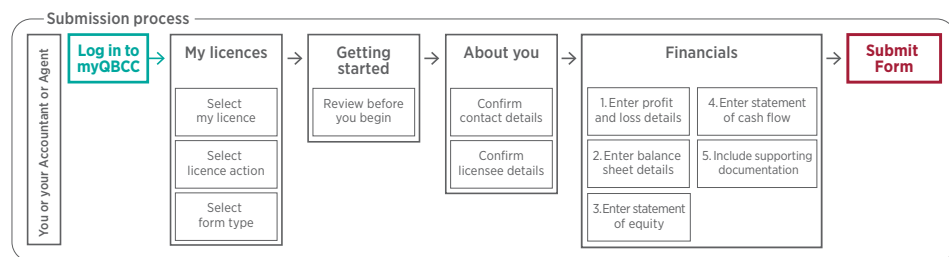 Submission process
You or your Accountant or Agent
Log in to
myQBCC
My licences
Select
my licence
Select
licence action
Select
form type
Getting
started
Review before
you begin
About you
Confirm
contact details
Confirm
licensee details
Financials
1. Enter profit
and loss details
2. Enter balance
sheet details
3. Enter statement
of equity
4. Enter statement
of cash flow
5. Include supporting
documentation
Submit
Form